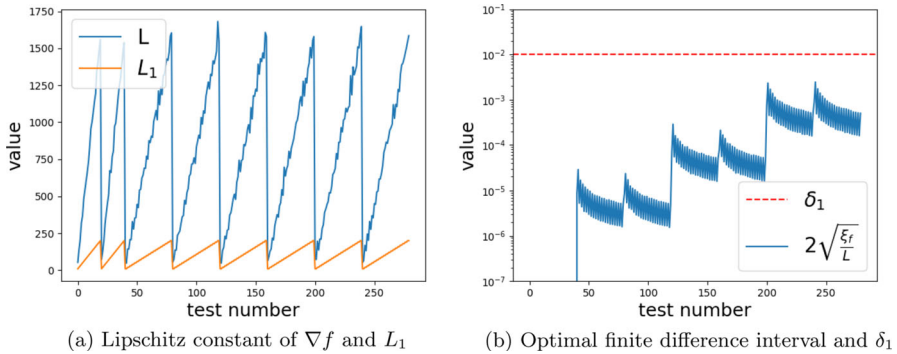 1750
1500
1250
1000
750
500
250
0
value
L
L₁
0 50 100 150 200 250
test number
(a) Lipschitz constant of ∇f and L₁
10⁻¹
10⁻²
10⁻³
10⁻⁴
10⁻⁵
10⁻⁶
10⁻⁷
value
δ₁
2√(ξf/L)
0 50 100 150 200 250
test number
(b) Optimal finite difference interval and δ₁